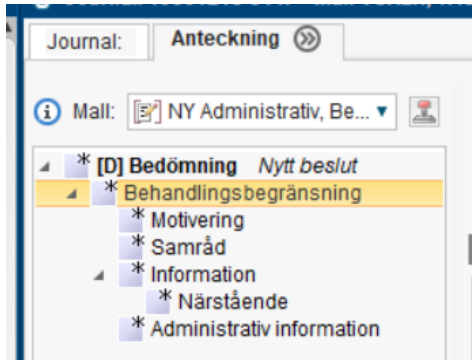 Journal: Anteckning
Mall: NY Administrativ, Be...
* [D] Bedömning Nytt beslut
* Behandlingsbegränsning
* Motivering
* Samråd
* Information
* Närstående
* Administrativ information